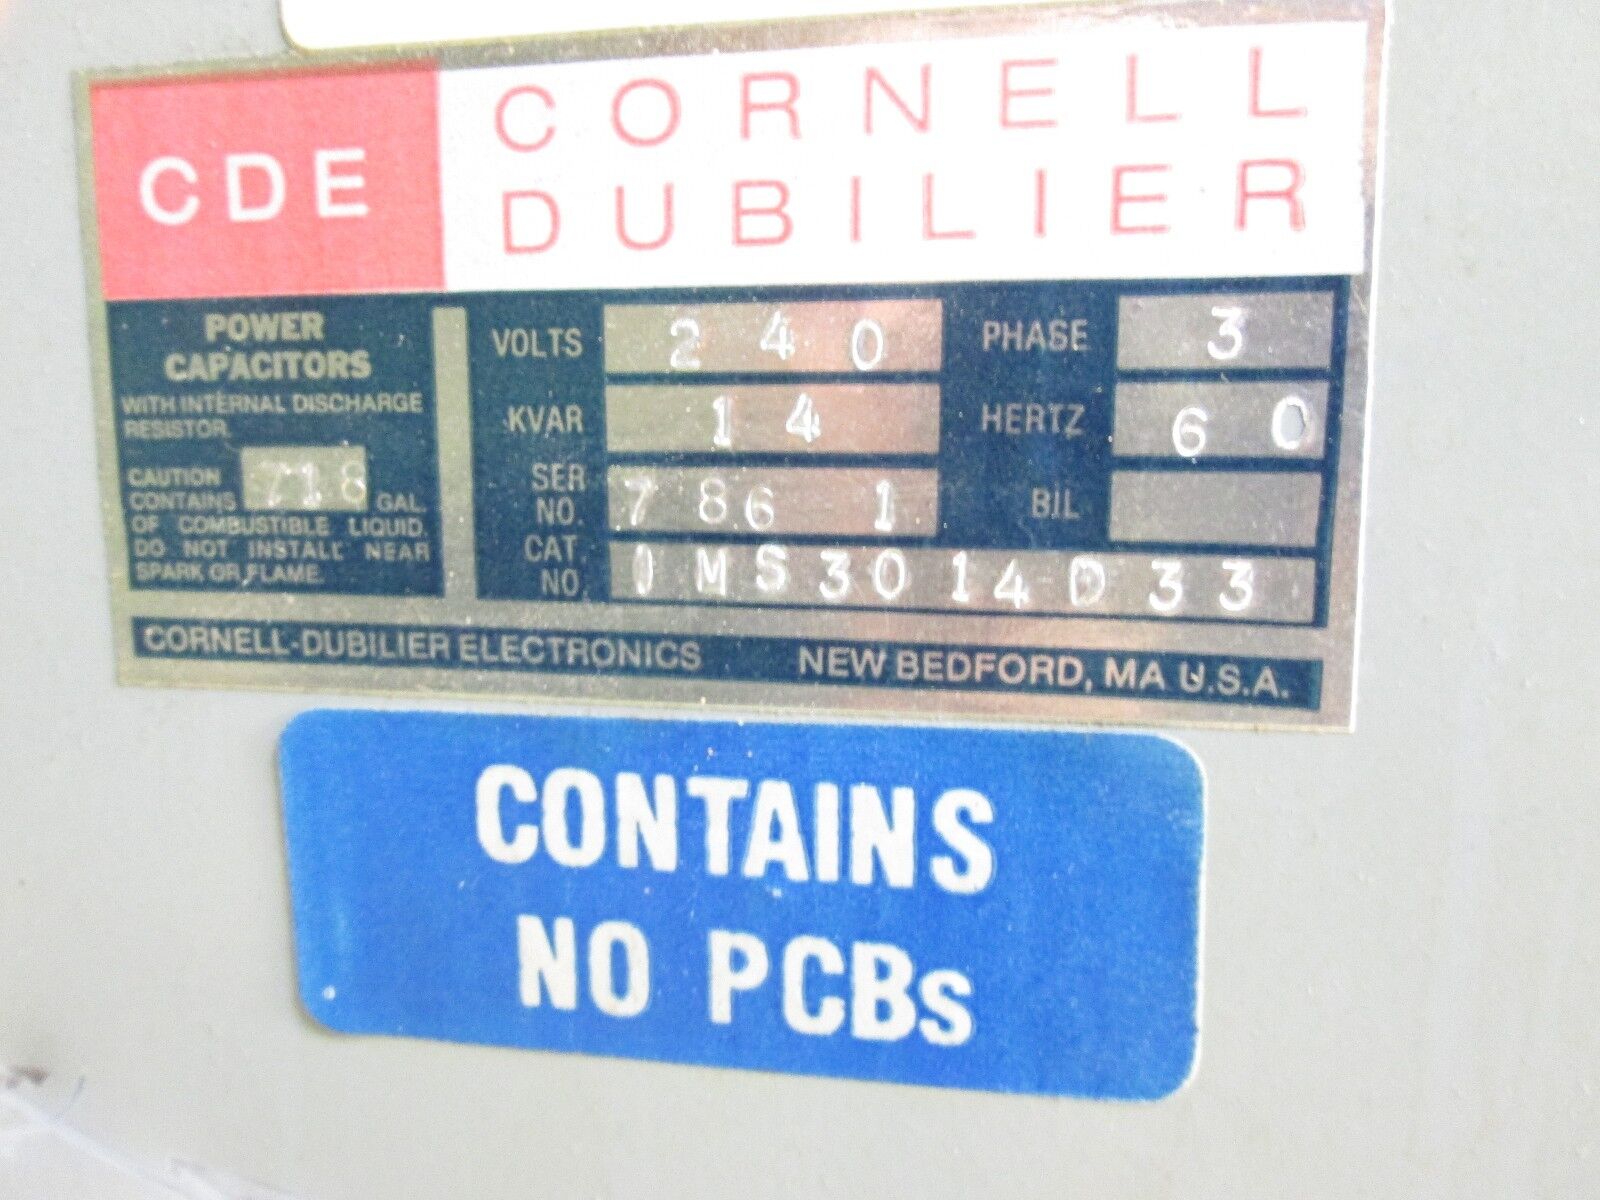 CDE
CORNELL
DUBILIER
POWER
CAPACITORS
WITH INTERNAL DISCHARGE
RESISTOR
CAUTION
CONTAINS 718 GAL.
OF COMBUSTIBLE LIQUID.
DO NOT INSTALL NEAR
SPARK OR FLAME.
VOLTS 240 PHASE 3
KVAR 14 HERTZ 60
SER NO. 786 1 BIL
CAT. NO. IMS3014D33
CORNELL-DUBILIER ELECTRONICS NEW BEDFORD, MA U.S.A.
CONTAINS
NO PCBs